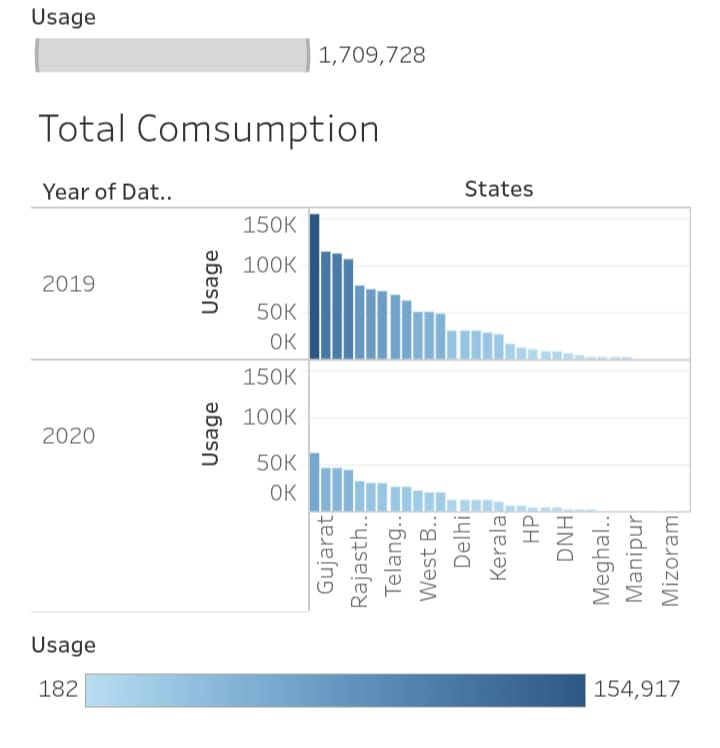 Usage
1,709,728
Total Comsumption
Year of Dat..
States
2019
Usage
150K
100K
50K
0K
2020
Usage
150K
100K
50K
0K
Gujarat
Rajasth..
Telang..
West B..
Delhi
Kerala
HP
DNH
Meghal..
Manipur
Mizoram
Usage
182
154,917